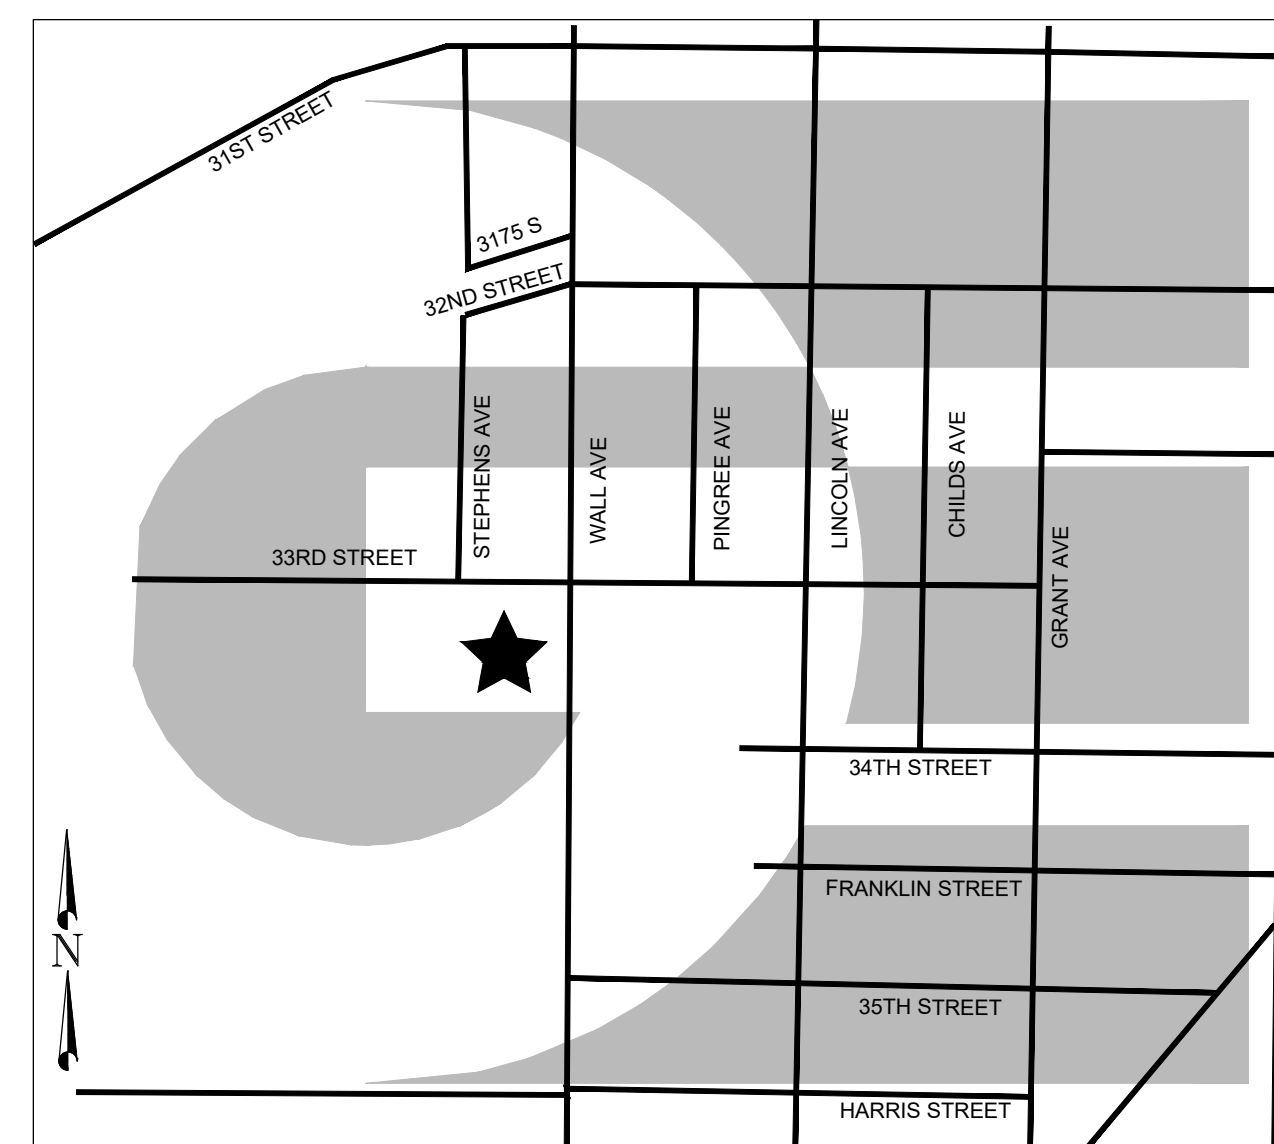 31ST STREET
3175 S
32ND STREET
STEPHENS AVE
WALL AVE
PINGREE AVE
LINCOLN AVE
CHILDS AVE
33RD STREET
GRANT AVE
34TH STREET
FRANKLIN STREET
N
35TH STREET
HARRIS STREET